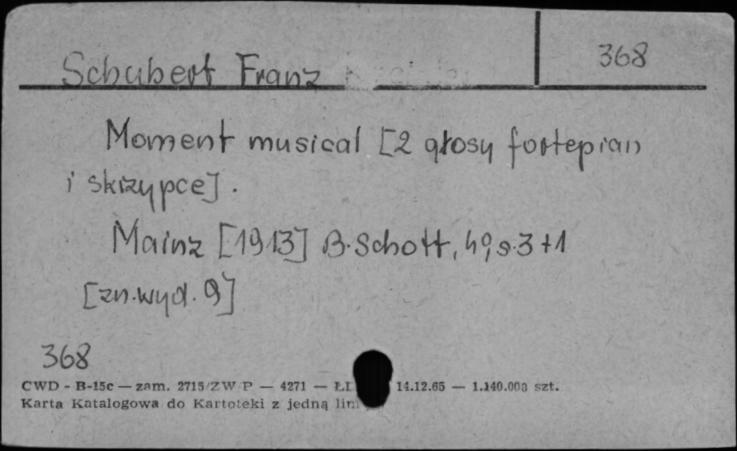 Schubert Franz
368
Moment musical [2 głosy fortepian
i skrzypce].
Mainz [1913] B. Schott, 4°, s. 3+1
[zn. wyd. 9]
368
CWD - B-15c — zam. 2715/ZW/P — 4271 — 14.12.65 — 1.140.000 szt.
Karta Katalogowa do Kartoteki z jedną